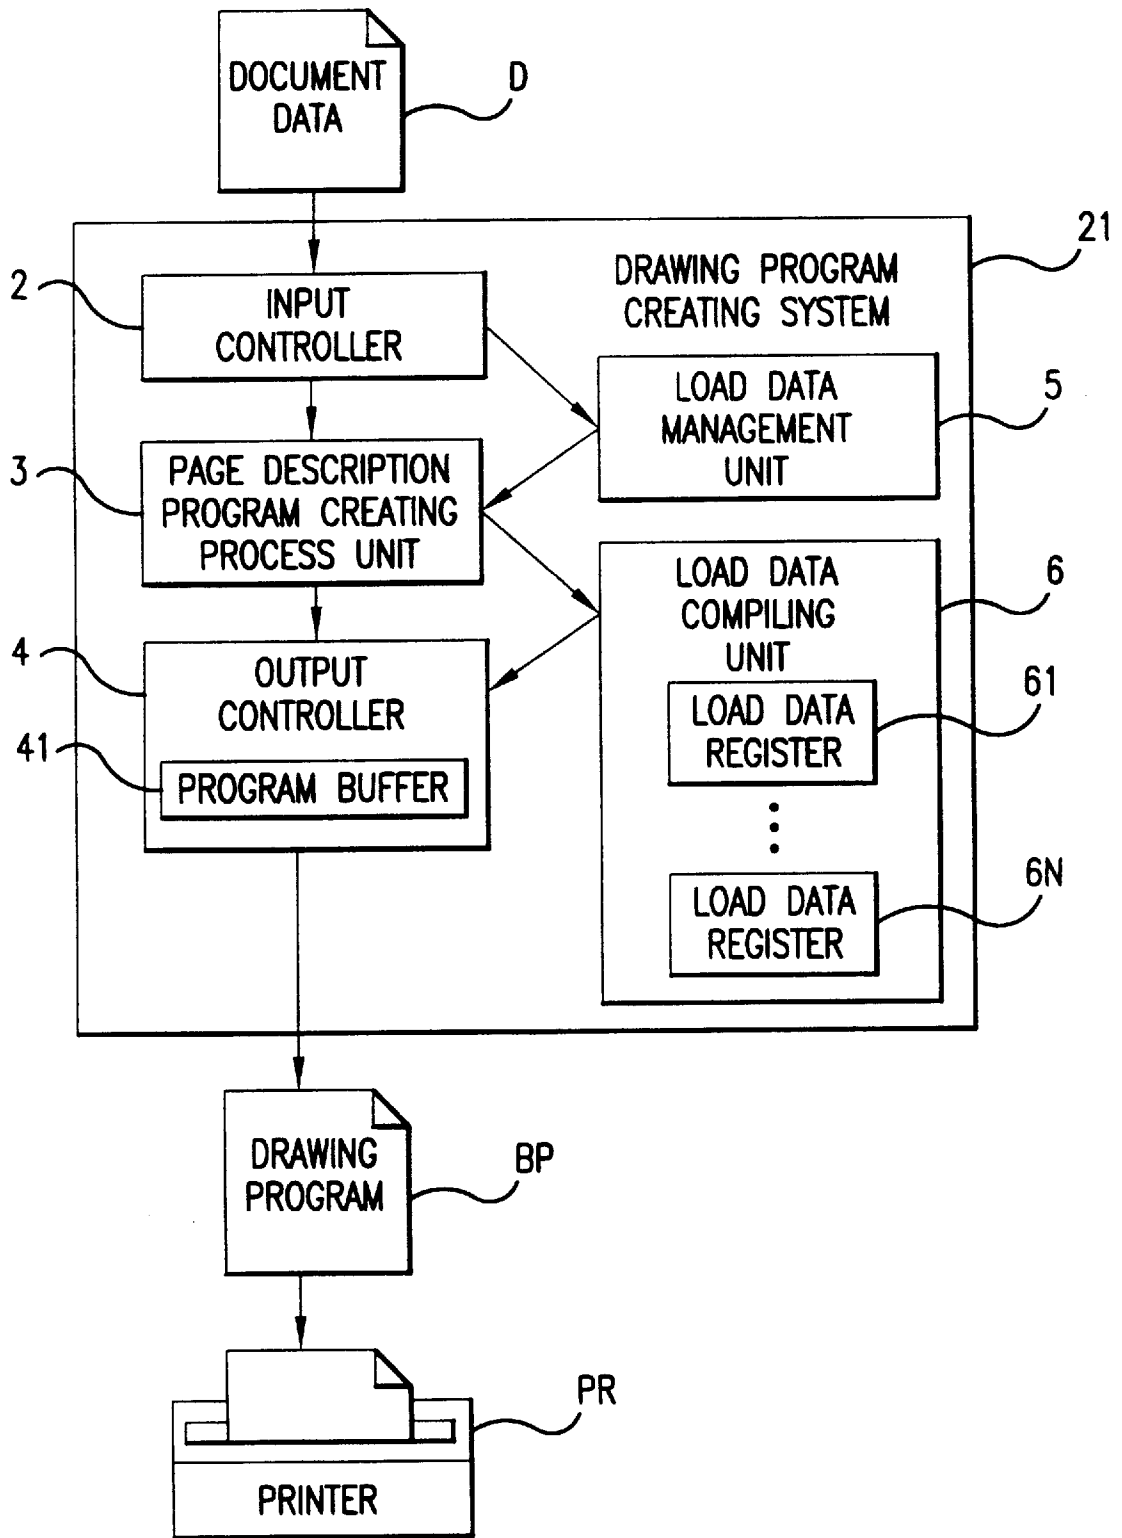 DOCUMENT
DATA
D
21
DRAWING PROGRAM
CREATING SYSTEM
2
INPUT
CONTROLLER
LOAD DATA
MANAGEMENT
UNIT
5
3
PAGE DESCRIPTION
PROGRAM CREATING
PROCESS UNIT
LOAD DATA
COMPILING
UNIT
6
4
OUTPUT
CONTROLLER
41
PROGRAM BUFFER
LOAD DATA
REGISTER
61
LOAD DATA
REGISTER
6N
DRAWING
PROGRAM
BP
PR
PRINTER